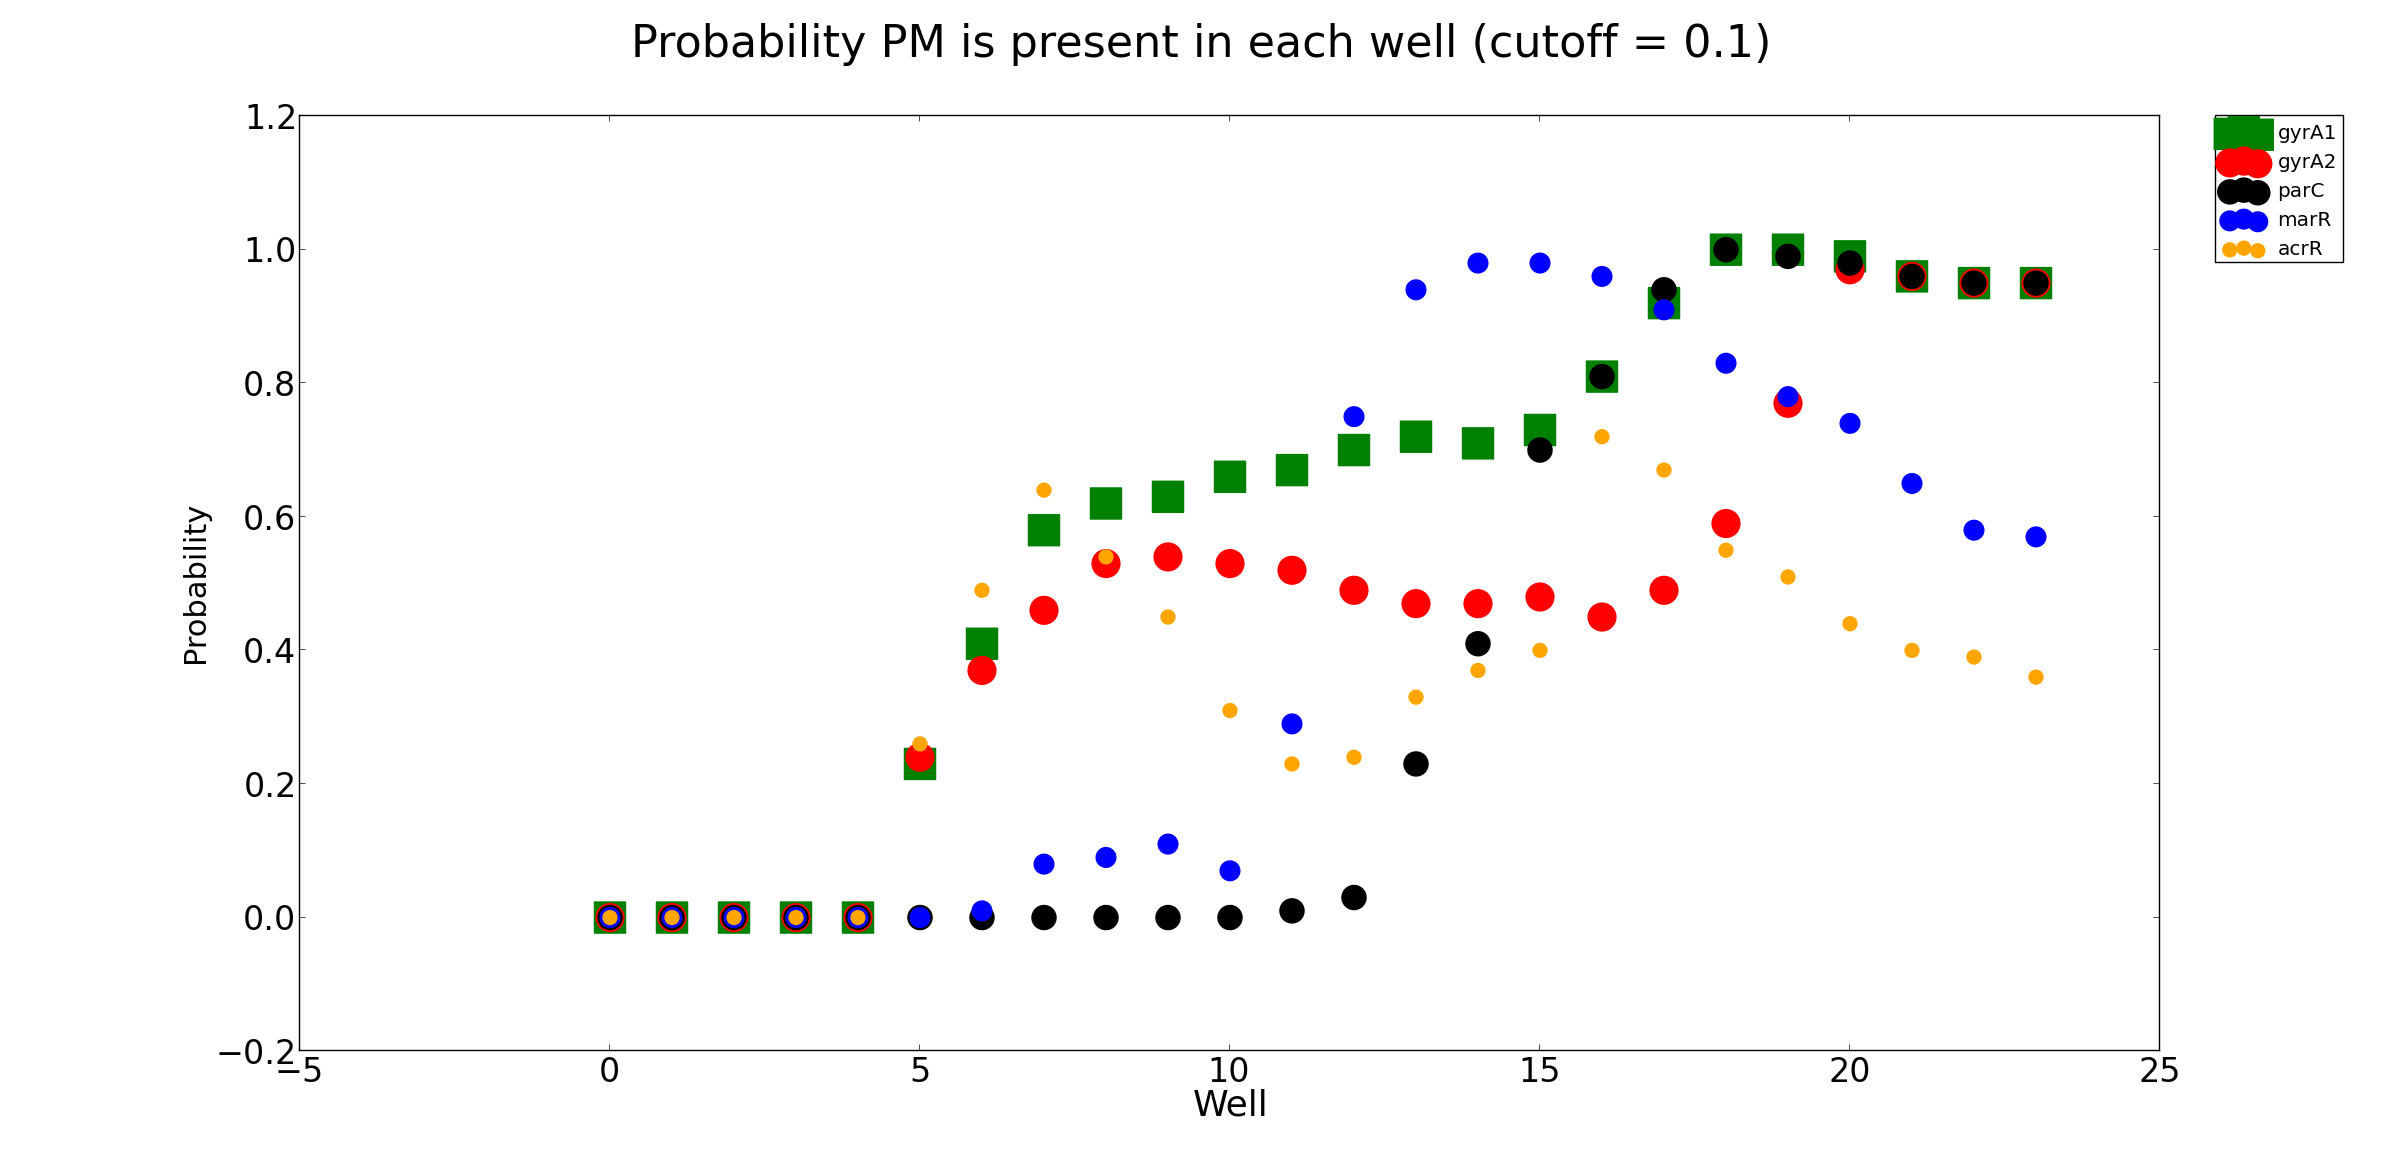 Probability PM is present in each well (cutoff = 0.1)
1.2
1.0
0.8
0.6
0.4
0.2
0.0
−0.2
Probability
−5 0 5 10 15 20 25
Well
gyrA1
gyrA2
parC
marR
acrR